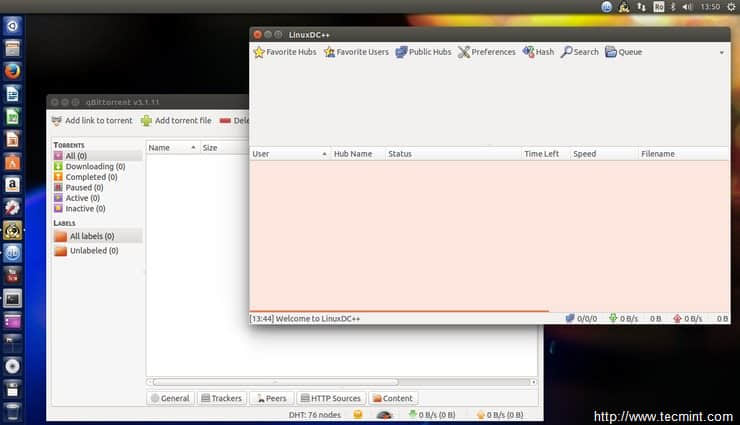 Ro
13:50
LinuxDC++
Favorite Hubs Favorite Users Public Hubs Preferences Hash Search Queue
User Hub Name Status Time Left Speed Filename
[13:44] Welcome to LinuxDC++ 0/0/0 0 B/s 0 B 0 B/s 0 B
qBittorrent v3.1.11
Add link to torrent Add torrent file Dele
TORRENTS
All (0)
Downloading (0)
Completed (0)
Paused (0)
Active (0)
Inactive (0)
LABELS
All labels (0)
Unlabeled (0)
Name Size
General Trackers Peers HTTP Sources Content
DHT: 76 nodes 0 B/s (0 B) 0 B/s (0 B)
http://www.tecmint.com